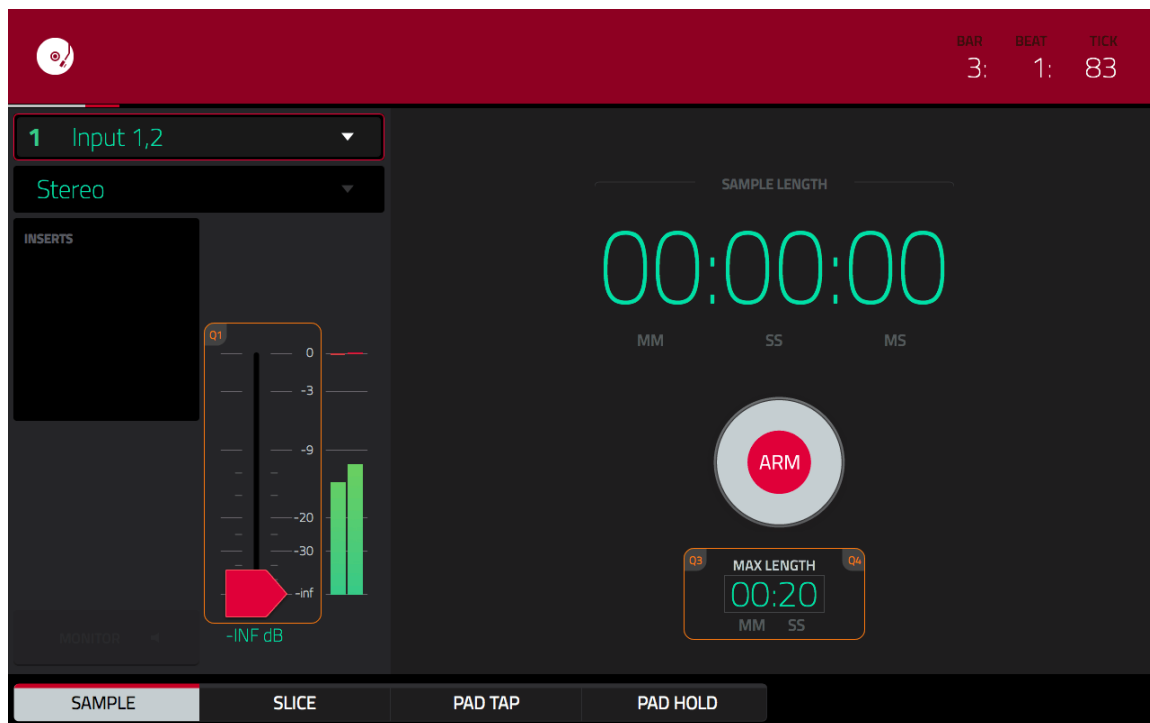 BAR BEAT TICK
3: 1: 83
1 Input 1,2
Stereo
INSERTS
SAMPLE LENGTH
00:00:00
MM SS MS
Q1
0
-3
-9
-20
-30
-inf
-INF dB
MONITOR
ARM
Q3 MAX LENGTH Q4
00:20
MM SS
SAMPLE SLICE PAD TAP PAD HOLD